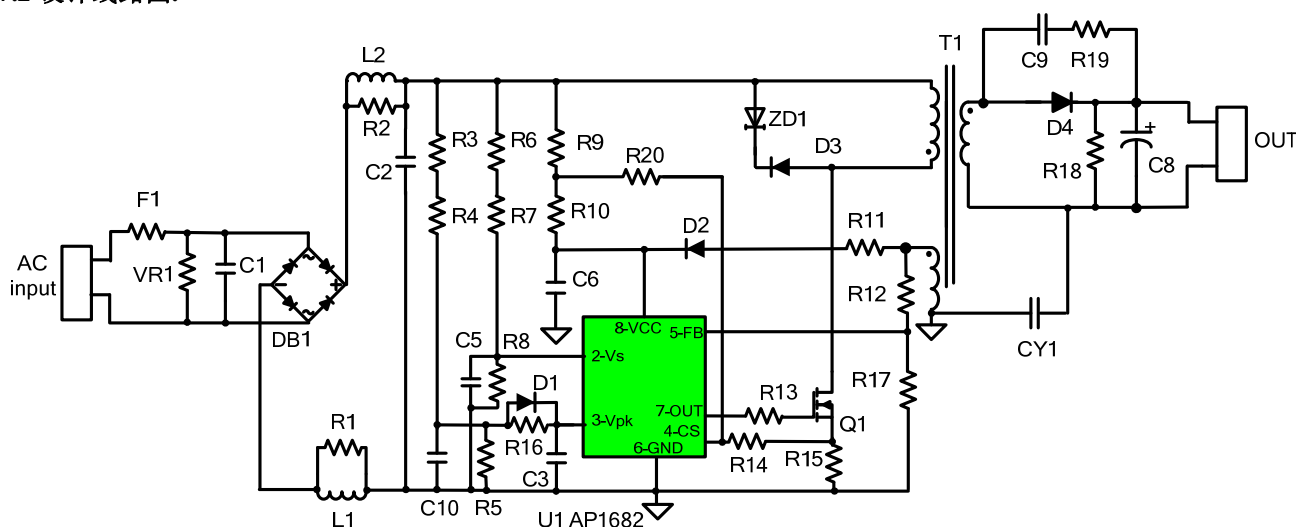 L2
R2
R3
R4
R6
R7
R9
R10
R20
ZD1
D3
T1
C9
R19
D4
R18
+
C8
OUT
C2
F1
AC
input
VR1
C1
DB1
D2
R11
R12
C6
CY1
8-VCC
5-FB
2-Vs
3-Vpk
7-OUT
4-CS
6-GND
C5
R8
D1
R16
R13
Q1
R17
R14
R15
R1
L1
C10
R5
C3
U1 AP1682